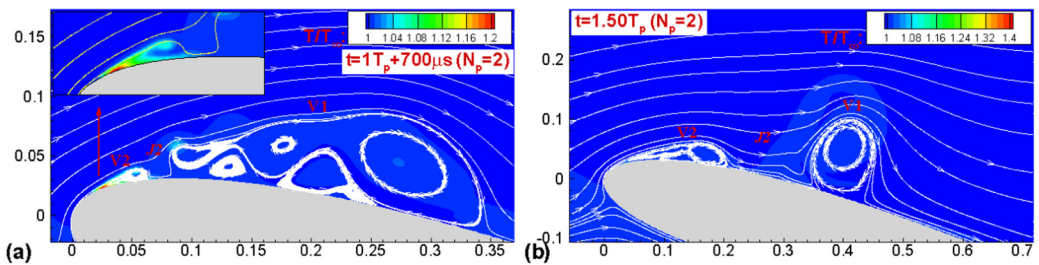 0.15
0.1
0.05
0
0 0.05 0.1 0.15 0.2 0.25 0.3 0.35
T/T
1 1.04 1.08 1.12 1.16 1.2
t=1Tp+700μs (Np=2)
V1
V2
J2
(a)
0.2
0.1
0
-0.1
0 0.1 0.2 0.3 0.4 0.5 0.6 0.7
t=1.50Tp (Np=2)
T/T
1 1.08 1.16 1.24 1.32 1.4
V1
V2
J2
(b)